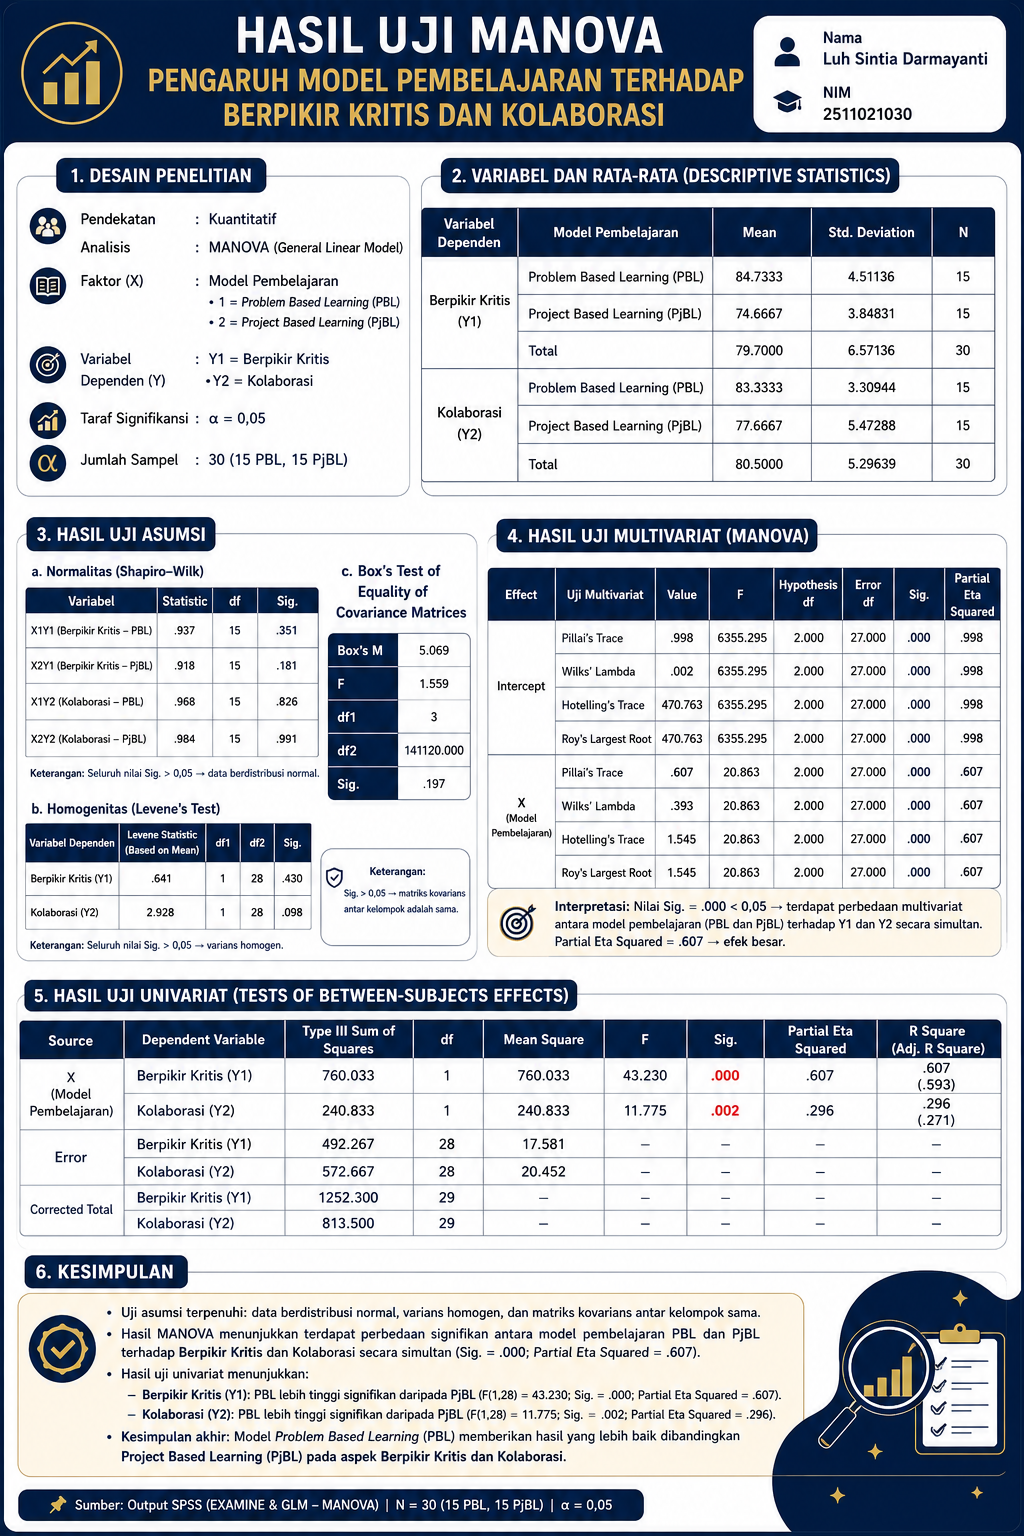 HASIL UJI MANOVA
PENGARUH MODEL PEMBELAJARAN TERHADAP
BERPIKIR KRITIS DAN KOLABORASI
Nama
Luh Sintia Darmayanti
NIM
2511021030
1. DESAIN PENELITIAN
Pendekatan : Kuantitatif
Analisis : MANOVA (General Linear Model)
Faktor (X) : Model Pembelajaran
• 1 = Problem Based Learning (PBL)
• 2 = Project Based Learning (PjBL)
Variabel : Y1 = Berpikir Kritis
Dependen (Y) • Y2 = Kolaborasi
Taraf Signifikansi : α = 0,05
α Jumlah Sampel : 30 (15 PBL, 15 PjBL)
2. VARIABEL DAN RATA-RATA (DESCRIPTIVE STATISTICS)
Variabel Dependen Model Pembelajaran Mean Std. Deviation N
Berpikir Kritis (Y1)
Problem Based Learning (PBL) 84.7333 4.51136 15
Project Based Learning (PjBL) 74.6667 3.84831 15
Total 79.7000 6.57136 30
Kolaborasi (Y2)
Problem Based Learning (PBL) 83.3333 3.30944 15
Project Based Learning (PjBL) 77.6667 5.47288 15
Total 80.5000 5.29639 30
3. HASIL UJI ASUMSI
a. Normalitas (Shapiro–Wilk)
Variabel Statistic df Sig.
X1Y1 (Berpikir Kritis – PBL) .937 15 .351
X2Y1 (Berpikir Kritis – PjBL) .918 15 .181
X1Y2 (Kolaborasi – PBL) .968 15 .826
X2Y2 (Kolaborasi – PjBL) .984 15 .991
Keterangan: Seluruh nilai Sig. > 0,05 → data berdistribusi normal.
b. Homogenitas (Levene's Test)
Variabel Dependen Levene Statistic (Based on Mean) df1 df2 Sig.
Berpikir Kritis (Y1) .641 1 28 .430
Kolaborasi (Y2) 2.928 1 28 .098
Keterangan: Seluruh nilai Sig. > 0,05 → varians homogen.
c. Box's Test of
Equality of
Covariance Matrices
Box's M 5.069
F 1.559
df1 3
df2 141120.000
Sig. .197
Keterangan:
Sig. > 0,05 → matriks kovarians
antar kelompok adalah sama.
4. HASIL UJI MULTIVARIAT (MANOVA)
Effect Uji Multivariat Value F Hypothesis df Error df Sig. Partial Eta Squared
Intercept
Pillai's Trace .998 6355.295 2.000 27.000 .000 .998
Wilks' Lambda .002 6355.295 2.000 27.000 .000 .998
Hotelling's Trace 470.763 6355.295 2.000 27.000 .000 .998
Roy's Largest Root 470.763 6355.295 2.000 27.000 .000 .998
X (Model Pembelajaran)
Pillai's Trace .607 20.863 2.000 27.000 .000 .607
Wilks' Lambda .393 20.863 2.000 27.000 .000 .607
Hotelling's Trace 1.545 20.863 2.000 27.000 .000 .607
Roy's Largest Root 1.545 20.863 2.000 27.000 .000 .607
Interpretasi: Nilai Sig. = .000 < 0,05 → terdapat perbedaan multivariat
antara model pembelajaran (PBL dan PjBL) terhadap Y1 dan Y2 secara simultan.
Partial Eta Squared = .607 → efek besar.
5. HASIL UJI UNIVARIAT (TESTS OF BETWEEN-SUBJECTS EFFECTS)
Source Dependent Variable Type III Sum of Squares df Mean Square F Sig. Partial Eta Squared R Square (Adj. R Square)
X (Model Pembelajaran)
Berpikir Kritis (Y1) 760.033 1 760.033 43.230 .000 .607 .607 (.593)
Kolaborasi (Y2) 240.833 1 240.833 11.775 .002 .296 .296 (.271)
Error
Berpikir Kritis (Y1) 492.267 28 17.581 – – – –
Kolaborasi (Y2) 572.667 28 20.452 – – – –
Corrected Total
Berpikir Kritis (Y1) 1252.300 29 – – – – –
Kolaborasi (Y2) 813.500 29 – – – – –
6. KESIMPULAN
• Uji asumsi terpenuhi: data berdistribusi normal, varians homogen, dan matriks kovarians antar kelompok sama.
• Hasil MANOVA menunjukkan terdapat perbedaan signifikan antara model pembelajaran PBL dan PjBL
terhadap Berpikir Kritis dan Kolaborasi secara simultan (Sig. = .000; Partial Eta Squared = .607).
• Hasil uji univariat menunjukkan:
– Berpikir Kritis (Y1): PBL lebih tinggi signifikan daripada PjBL (F(1,28) = 43.230; Sig. = .000; Partial Eta Squared = .607).
– Kolaborasi (Y2): PBL lebih tinggi signifikan daripada PjBL (F(1,28) = 11.775; Sig. = .002; Partial Eta Squared = .296).
• Kesimpulan akhir: Model Problem Based Learning (PBL) memberikan hasil yang lebih baik dibandingkan
Project Based Learning (PjBL) pada aspek Berpikir Kritis dan Kolaborasi.
Sumber: Output SPSS (EXAMINE & GLM – MANOVA) | N = 30 (15 PBL, 15 PjBL) | α = 0,05